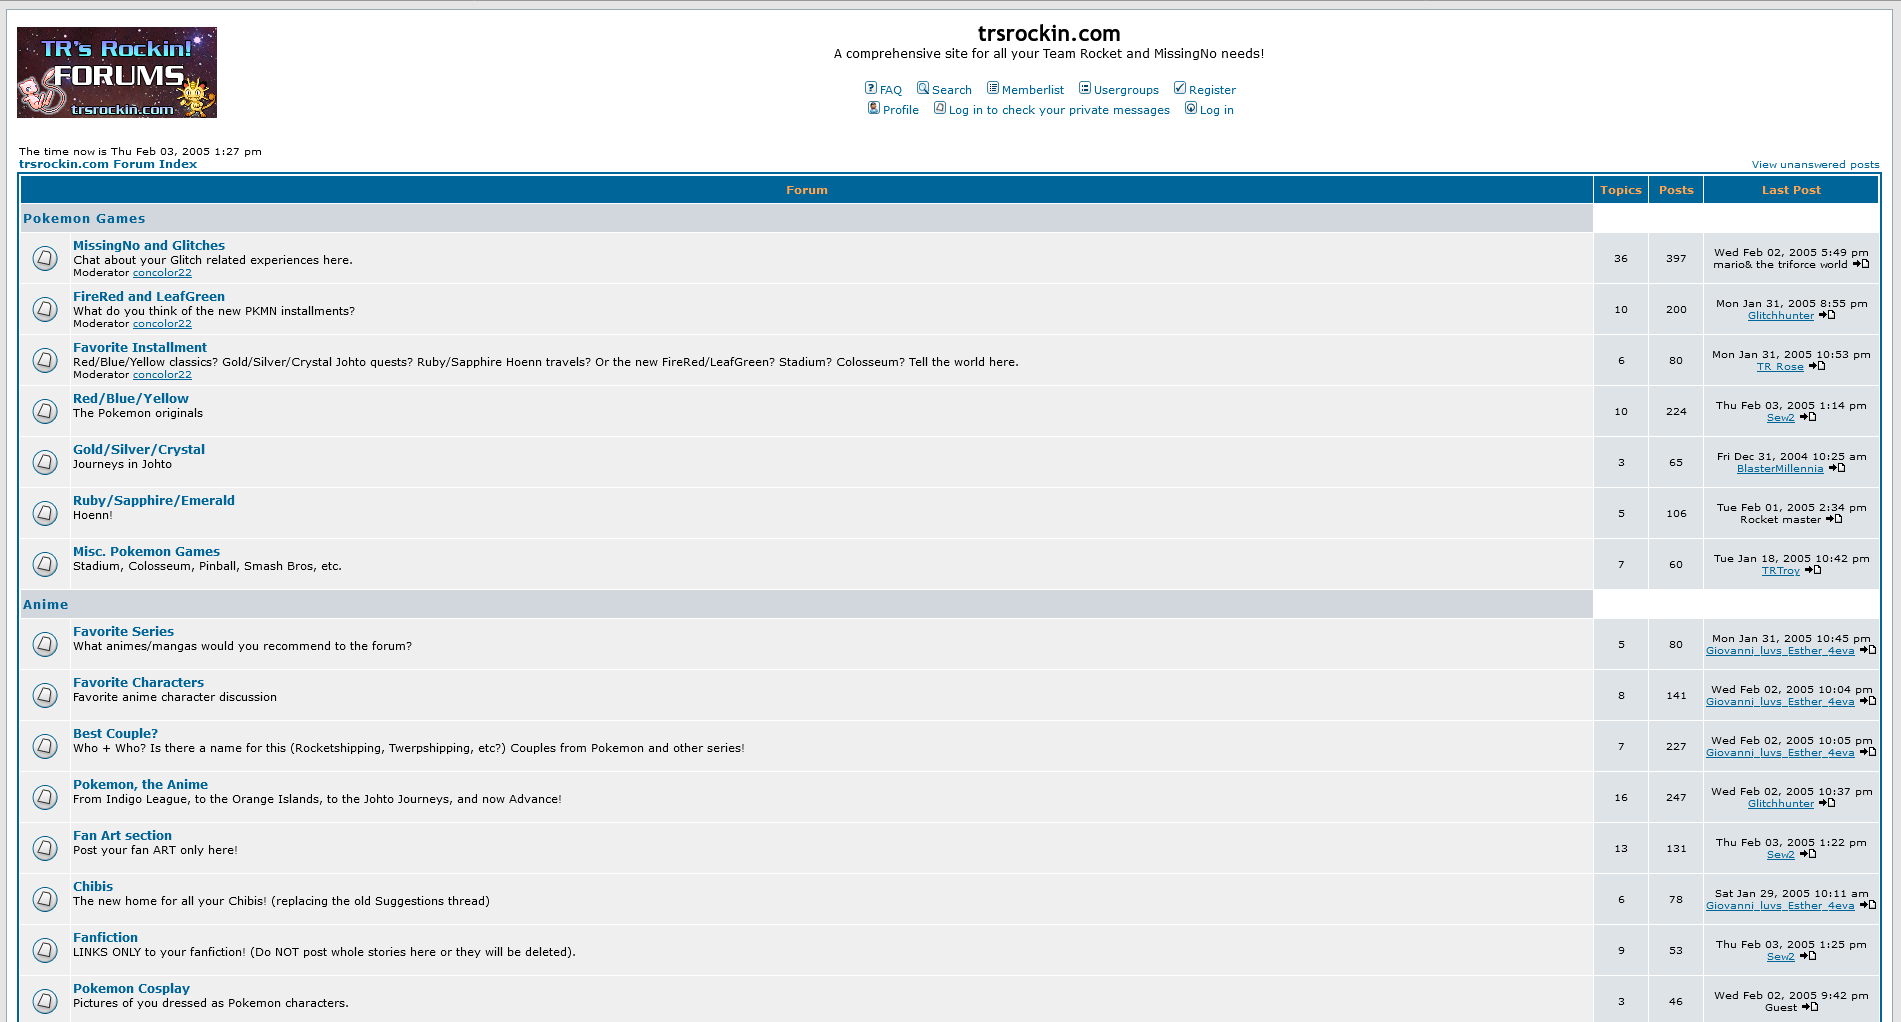 TR's Rockin!
FORUMS
trsrockin.com
trsrockin.com
A comprehensive site for all your Team Rocket and MissingNo needs!
FAQ Search Memberlist Usergroups Register
Profile Log in to check your private messages Log in
The time now is Thu Feb 03, 2005 1:27 pm
trsrockin.com Forum Index
View unanswered posts
Forum Topics Posts Last Post
Pokemon Games
MissingNo and Glitches
Chat about your Glitch related experiences here.
Moderator concolor22
36 397
Wed Feb 02, 2005 5:49 pm
mario& the triforce world
FireRed and LeafGreen
What do you think of the new PKMN installments?
Moderator concolor22
10 200
Mon Jan 31, 2005 8:55 pm
Glitchhunter
Favorite Installment
Red/Blue/Yellow classics? Gold/Silver/Crystal Johto quests? Ruby/Sapphire Hoenn travels? Or the new FireRed/LeafGreen? Stadium? Colosseum? Tell the world here.
Moderator concolor22
6 80
Mon Jan 31, 2005 10:53 pm
TR Rose
Red/Blue/Yellow
The Pokemon originals
10 224
Thu Feb 03, 2005 1:14 pm
Sew2
Gold/Silver/Crystal
Journeys in Johto
3 65
Fri Dec 31, 2004 10:25 am
BlasterMillennia
Ruby/Sapphire/Emerald
Hoenn!
5 106
Tue Feb 01, 2005 2:34 pm
Rocket master
Misc. Pokemon Games
Stadium, Colosseum, Pinball, Smash Bros, etc.
7 60
Tue Jan 18, 2005 10:42 pm
TRTroy
Anime
Favorite Series
What animes/mangas would you recommend to the forum?
5 80
Mon Jan 31, 2005 10:45 pm
Giovanni_luvs_Esther_4eva
Favorite Characters
Favorite anime character discussion
8 141
Wed Feb 02, 2005 10:04 pm
Giovanni_luvs_Esther_4eva
Best Couple?
Who + Who? Is there a name for this (Rocketshipping, Twerpshipping, etc?) Couples from Pokemon and other series!
7 227
Wed Feb 02, 2005 10:05 pm
Giovanni_luvs_Esther_4eva
Pokemon, the Anime
From Indigo League, to the Orange Islands, to the Johto Journeys, and now Advance!
16 247
Wed Feb 02, 2005 10:37 pm
Glitchhunter
Fan Art section
Post your fan ART only here!
13 131
Thu Feb 03, 2005 1:22 pm
Sew2
Chibis
The new home for all your Chibis! (replacing the old Suggestions thread)
6 78
Sat Jan 29, 2005 10:11 am
Giovanni_luvs_Esther_4eva
Fanfiction
LINKS ONLY to your fanfiction! (Do NOT post whole stories here or they will be deleted).
9 53
Thu Feb 03, 2005 1:25 pm
Sew2
Pokemon Cosplay
Pictures of you dressed as Pokemon characters.
3 46
Wed Feb 02, 2005 9:42 pm
Guest